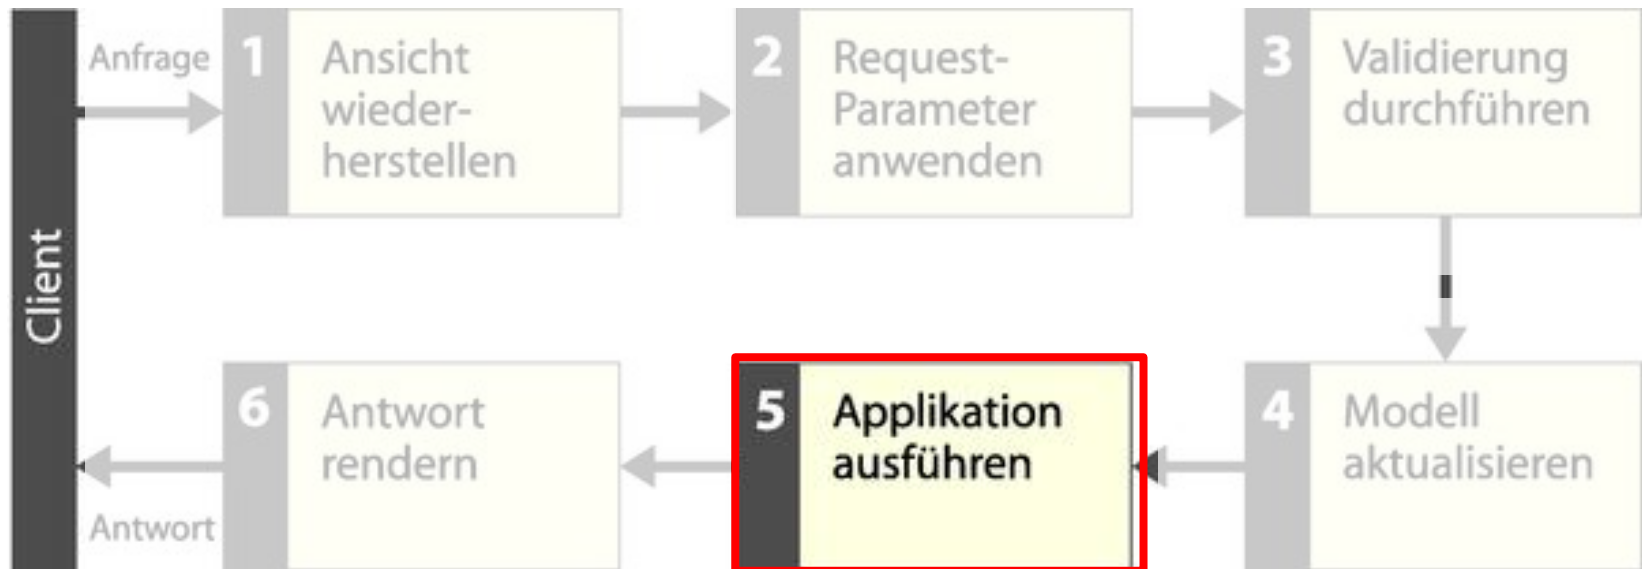 Client
Anfrage
1
Ansicht
wieder-
herstellen
2
Request-
Parameter
anwenden
3
Validierung
durchführen
4
Modell
aktualisieren
5
Applikation
ausführen
6
Antwort
rendern
Antwort